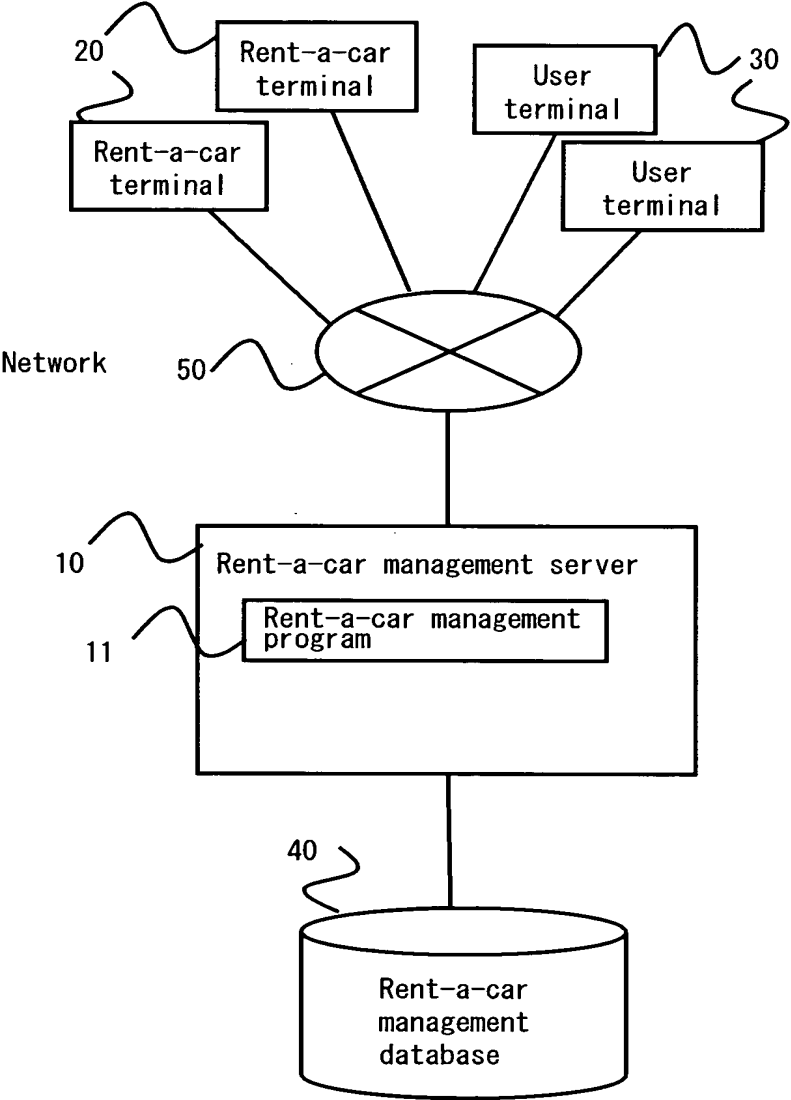 20
Rent-a-car
terminal
User
terminal
30
Rent-a-car
terminal
User
terminal
Network
50
10
Rent-a-car management server
11
Rent-a-car management
program
40
Rent-a-car
management
database